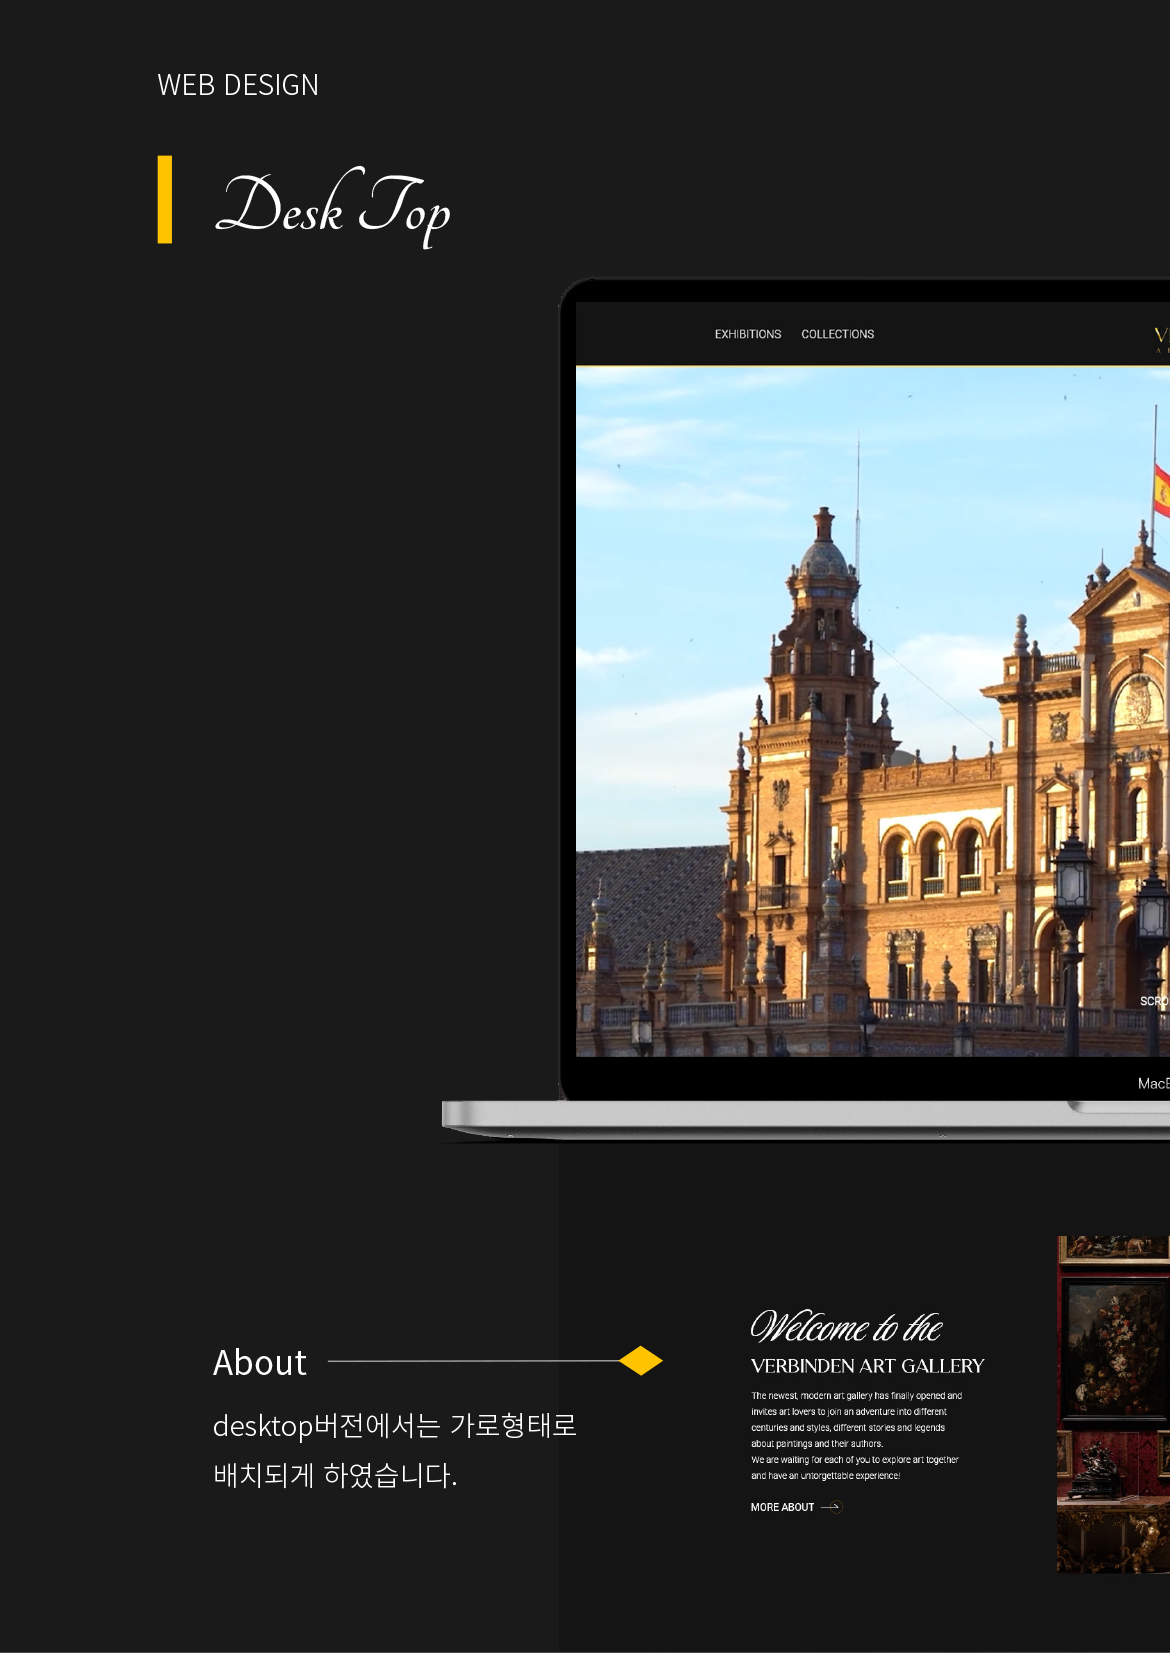 WEB DESIGN
Desk Top
EXHIBITIONS COLLECTIONS
About
desktop버전에서는 가로형태로
배치되게 하였습니다.
Welcome to the
VERBINDEN ART GALLERY
The newest, modern art gallery has finally opened and
invites art lovers to join an adventure into different
centuries and styles, different stories and legends
about paintings and their authors.
We are waiting for each of you to explore art together
and have an unforgettable experience!
MORE ABOUT